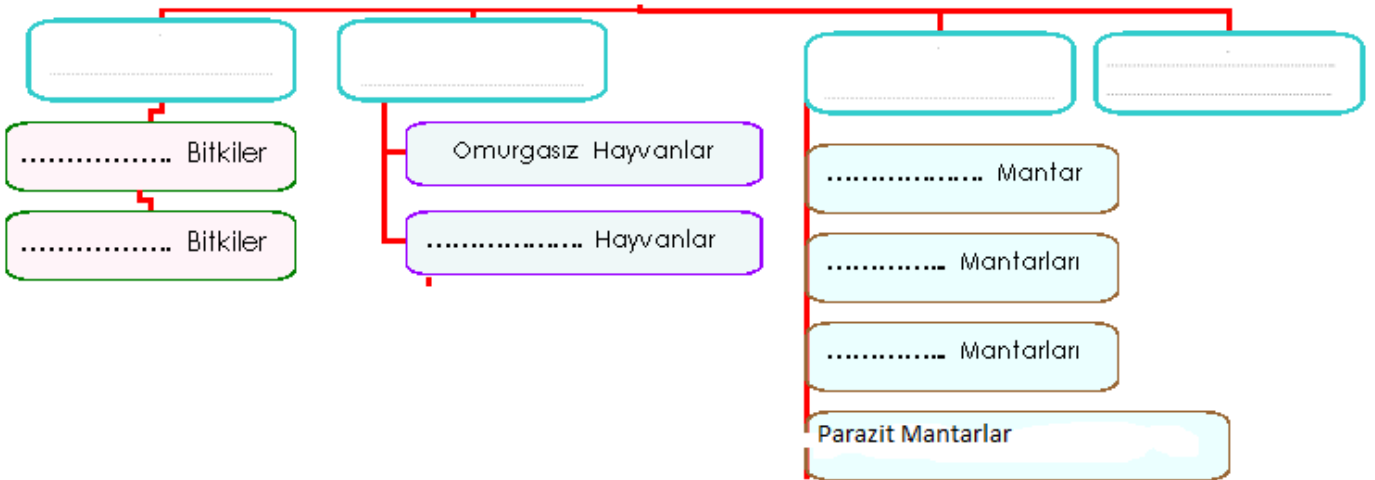 ................. Bitkiler
................. Bitkiler
Omurgasız Hayvanlar
................... Hayvanlar
................... Mantar
.............. Mantarları
.............. Mantarları
Parazit Mantarlar